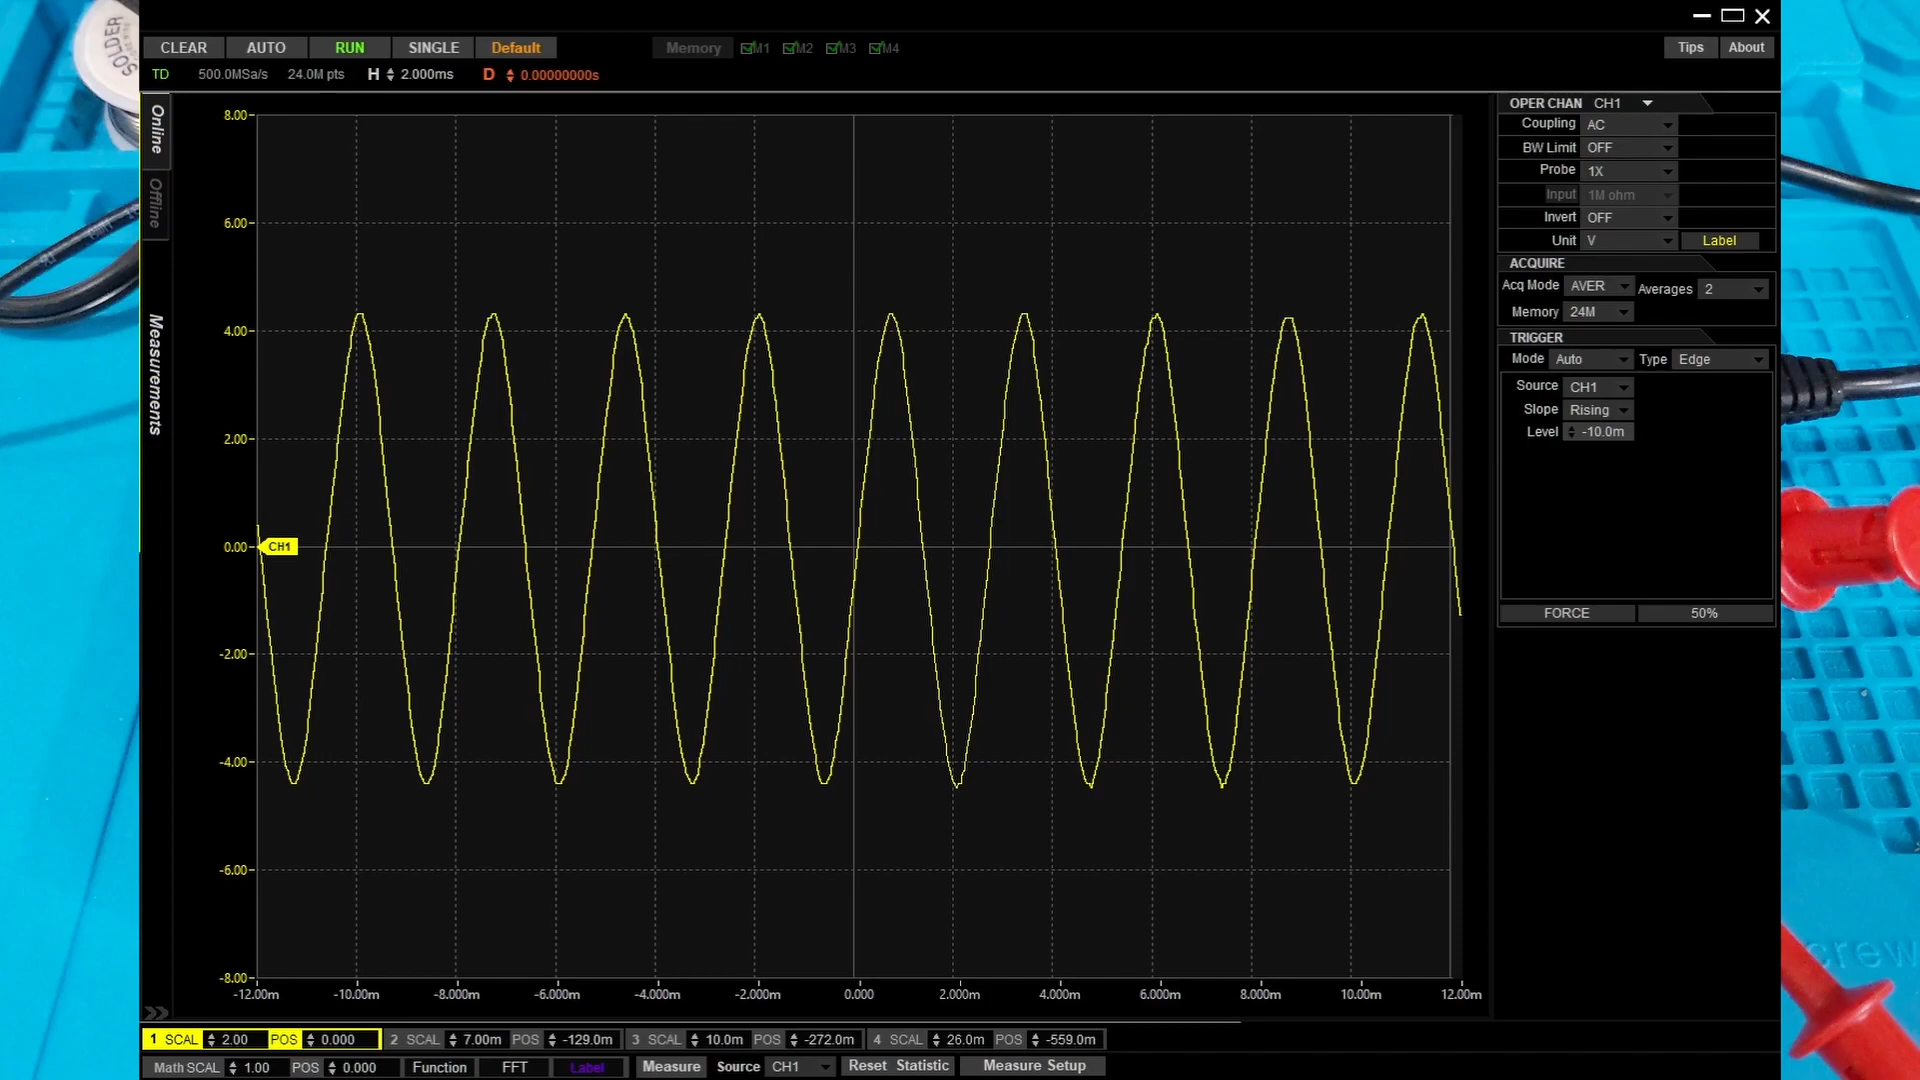 SOLDER
CLEAR AUTO RUN SINGLE Default Memory M1 M2 M3 M4 Tips About
TD 500.0MSa/s 24.0M pts H 2.000ms D 0.00000000s
Online
Offline
Measurements
8.00
6.00
4.00
2.00
0.00 CH1
-2.00
-4.00
-6.00
-8.00
-12.00m -10.00m -8.000m -6.000m -4.000m -2.000m 0.000 2.000m 4.000m 6.000m 8.000m 10.00m 12.00m
OPER CHAN CH1
Coupling AC
BW Limit OFF
Probe 1X
Input 1M ohm
Invert OFF
Unit V Label
ACQUIRE
Acq Mode AVER Averages 2
Memory 24M
TRIGGER
Mode Auto Type Edge
Source CH1
Slope Rising
Level -10.0m
FORCE 50%
crew
1 SCAL 2.00 POS 0.000 2 SCAL 7.00m POS -129.0m 3 SCAL 10.0m POS -272.0m 4 SCAL 26.0m POS -559.0m
Math SCAL 1.00 POS 0.000 Function FFT Label Measure Source CH1 Reset Statistic Measure Setup